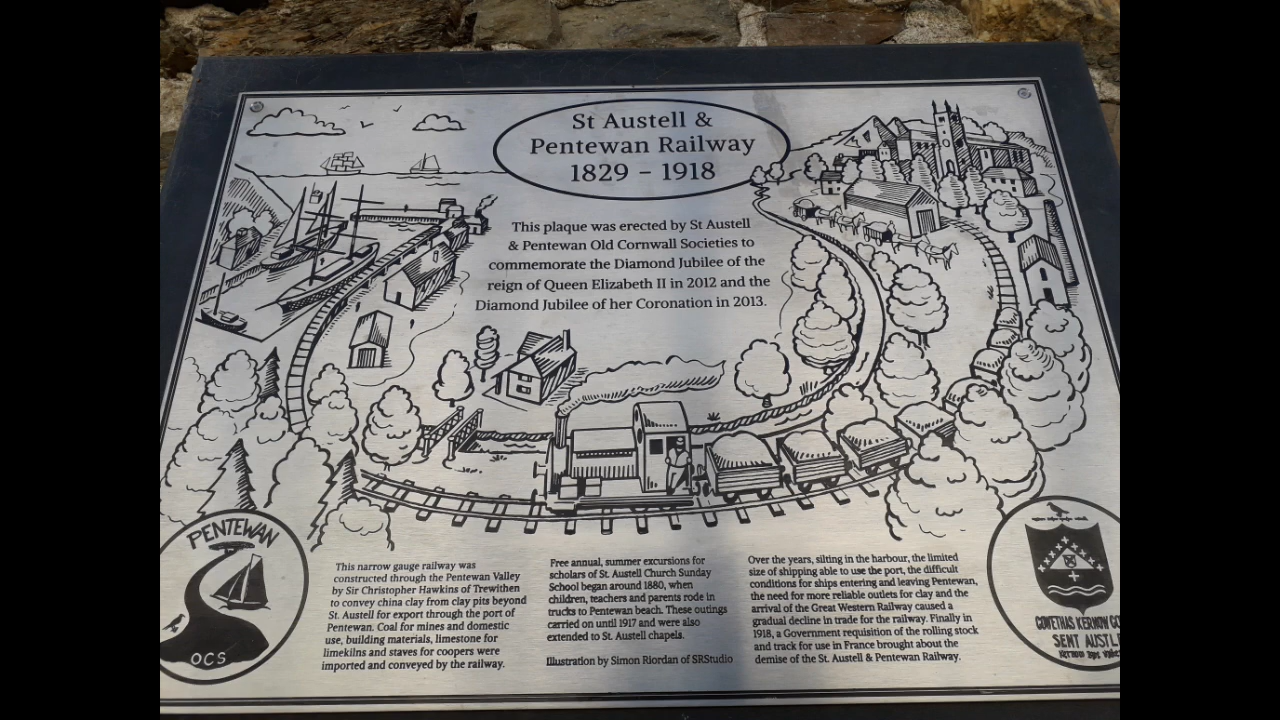 St Austell &
Pentewan Railway
1829 - 1918
This plaque was erected by St Austell
& Pentewan Old Cornwall Societies to
commemorate the Diamond Jubilee of the
reign of Queen Elizabeth II in 2012 and the
Diamond Jubilee of her Coronation in 2013.
PENTEWAN
OCS
This narrow gauge railway was
constructed through the Pentewan Valley
by Sir Christopher Hawkins of Trewithen
to convey china clay from clay pits beyond
St Austell for export through the port of
Pentewan. Coal for mines and domestic
use, building materials, limestone for
limekilns and staves for coopers were
imported and conveyed by the railway.
Free annual, summer excursions for
scholars of St. Austell Church Sunday
School began around 1880, when
children, teachers and parents rode in
trucks to Pentewan beach. These outings
carried on until 1917 and were also
extended to St. Austell chapels.
Illustration by Simon Riordan of SRStudio
Over the years, silting in the harbour, the limited
size of shipping able to use the port, the difficult
conditions for ships entering and leaving Pentewan,
the need for more reliable outlets for clay and the
arrival of the Great Western Railway caused a
gradual decline in trade for the railway. Finally in
1918, a Government requisition of the rolling stock
and track for use in France brought about the
demise of the St. Austell & Pentewan Railway.
KERNOW
SENT AUSTL